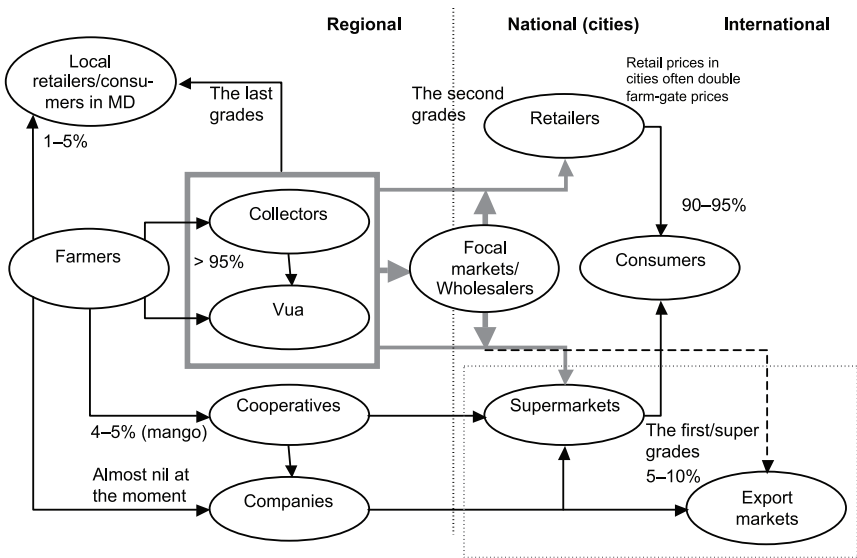 Regional
National (cities)
International
Local
retailers/consu-
mers in MD
The last
grades
The second
grades
Retail prices in
cities often double
farm-gate prices
Retailers
1–5%
Collectors
90–95%
Farmers
> 95%
Focal
markets/
Wholesalers
Consumers
Vua
Cooperatives
Supermarkets
4–5% (mango)
The first/super
grades
5–10%
Almost nil at
the moment
Companies
Export
markets